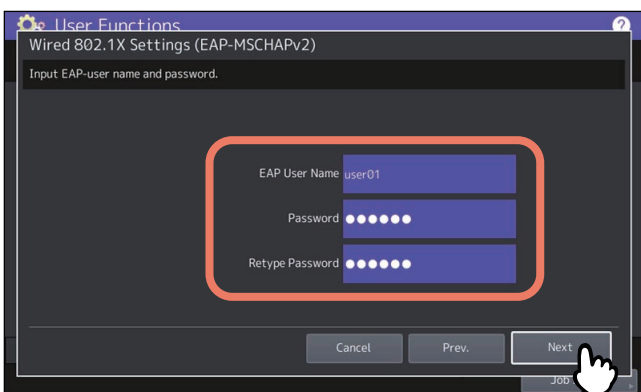 User Functions
?
Wired 802.1X Settings (EAP-MSCHAPv2)
Input EAP-user name and password.
EAP User Name user01
Password ●●●●●●
Retype Password ●●●●●●
Cancel Prev. Next
Job